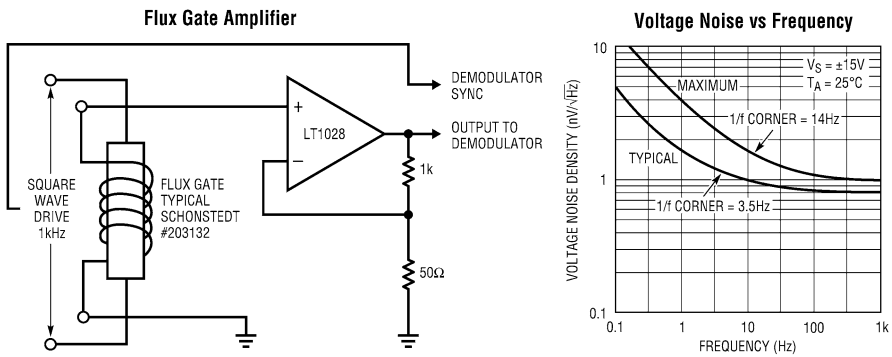 Flux Gate Amplifier
DEMODULATOR
SYNC
+
LT1028
−
OUTPUT TO
DEMODULATOR
1k
50Ω
SQUARE
WAVE
DRIVE
1kHz
FLUX GATE
TYPICAL
SCHONSTEDT
#203132
Voltage Noise vs Frequency
VOLTAGE NOISE DENSITY (nV/√Hz)
10
1
0.1
VS = ±15V
TA = 25°C
MAXIMUM
1/f CORNER = 14Hz
TYPICAL
1/f CORNER = 3.5Hz
0.1 1 10 100 1k
FREQUENCY (Hz)